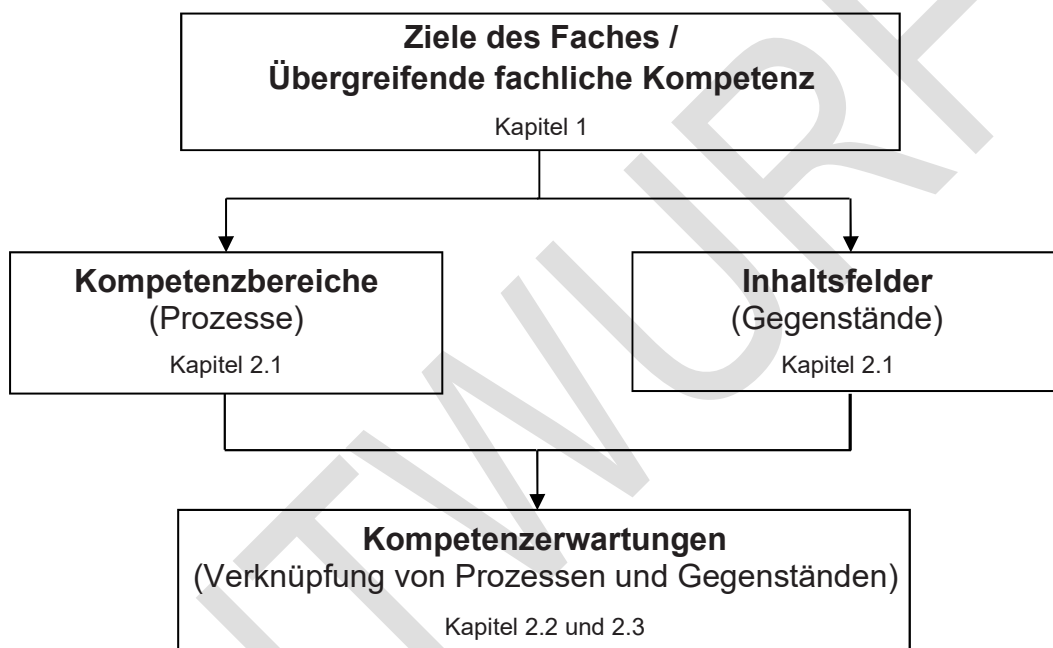 Ziele des Faches /
Übergreifende fachliche Kompetenz
Kapitel 1
Kompetenzbereiche
(Prozesse)
Kapitel 2.1
Inhaltsfelder
(Gegenstände)
Kapitel 2.1
Kompetenzerwartungen
(Verknüpfung von Prozessen und Gegenständen)
Kapitel 2.2 und 2.3